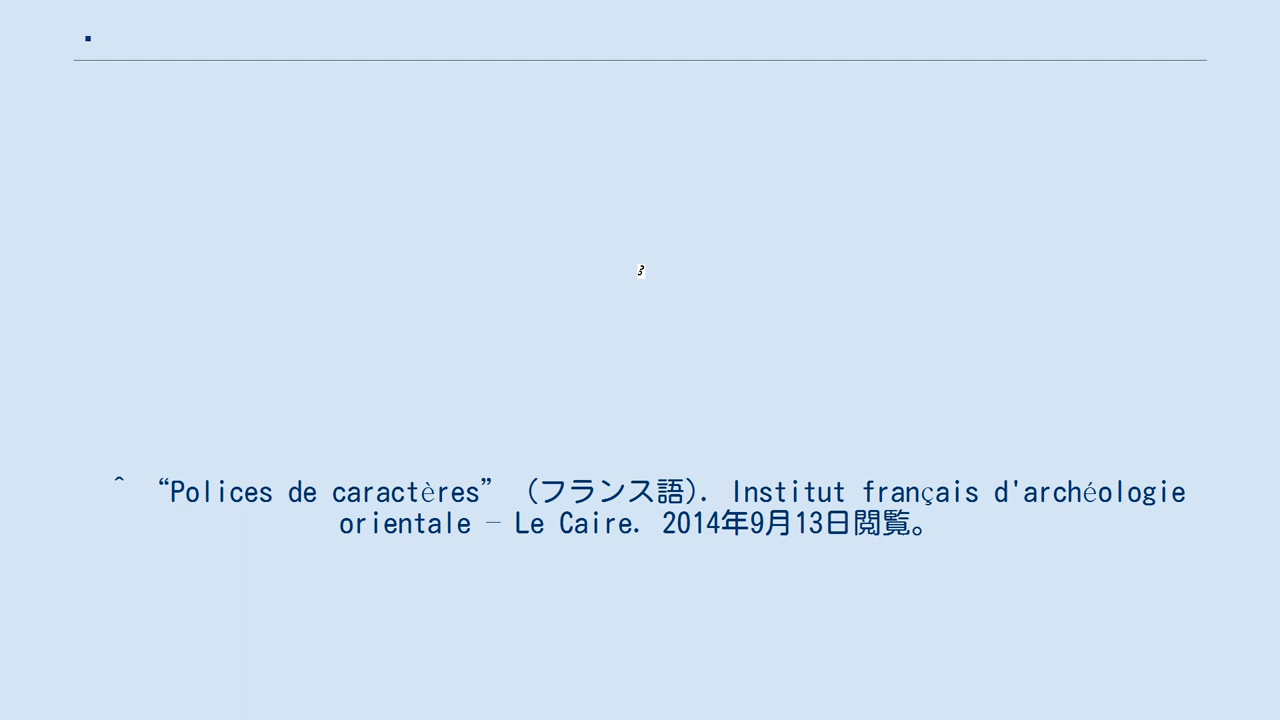 ^ “Polices de caractères” (フランス語). Institut français d'archéologie
orientale – Le Caire. 2014年9月13日閲覧。